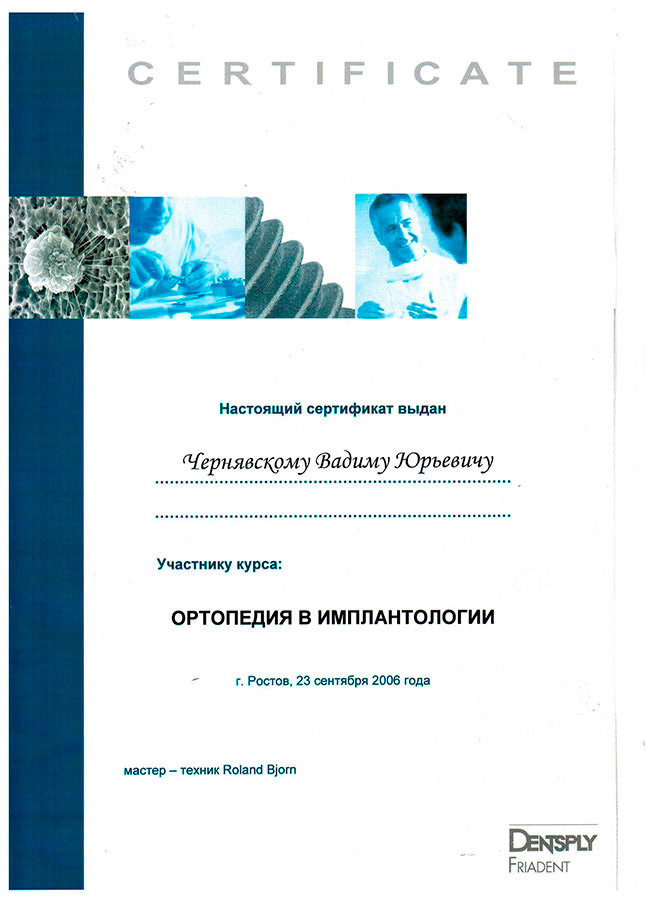 CERTIFICATE
Настоящий сертификат выдан
Чернявскому Вадиму Юрьевичу
Участнику курса:
ОРТОПЕДИЯ В ИМПЛАНТОЛОГИИ
г. Ростов, 23 сентября 2006 года
мастер – техник Roland Bjorn
DENTSPLY
FRIADENT